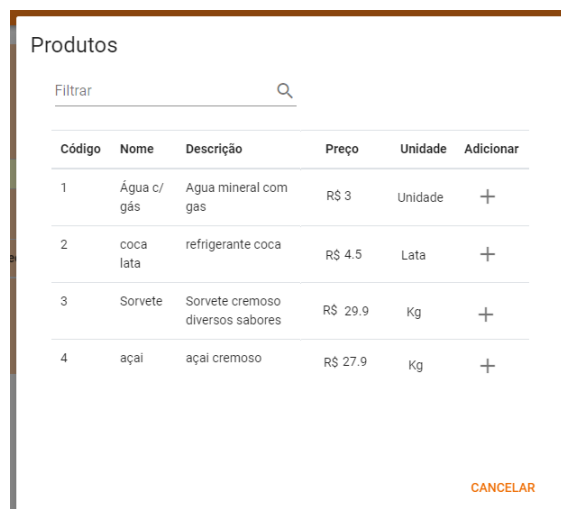 Produtos
Filtrar
Código Nome Descrição Preço Unidade Adicionar
1 Água c/ gás Agua mineral com gas R$ 3 Unidade +
2 coca lata refrigerante coca R$ 4.5 Lata +
3 Sorvete Sorvete cremoso diversos sabores R$ 29.9 Kg +
4 açai açai cremoso R$ 27.9 Kg +
CANCELAR